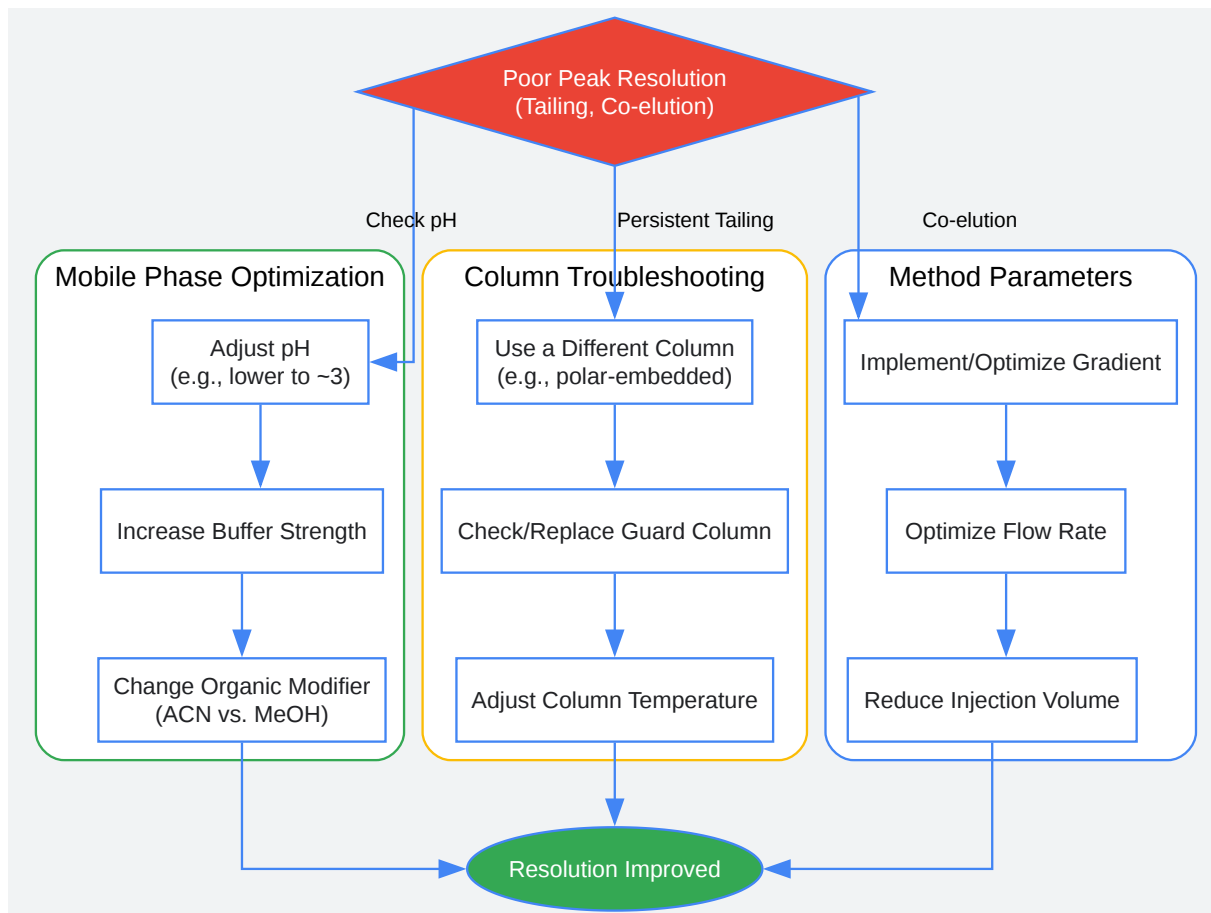 Poor Peak Resolution
(Tailing, Co-elution)
Check pH
Persistent Tailing
Co-elution
Mobile Phase Optimization
Column Troubleshooting
Method Parameters
Adjust pH
(e.g., lower to ~3)
Use a Different Column
(e.g., polar-embedded)
Implement/Optimize Gradient
Increase Buffer Strength
Check/Replace Guard Column
Optimize Flow Rate
Change Organic Modifier
(ACN vs. MeOH)
Adjust Column Temperature
Reduce Injection Volume
Resolution Improved